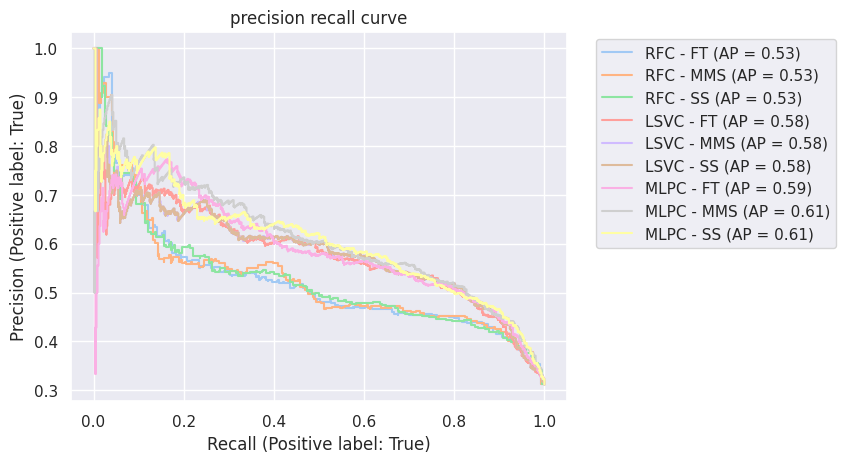 precision recall curve
Precision (Positive label: True)
1.0
0.9
0.8
0.7
0.6
0.5
0.4
0.3
0.0 0.2 0.4 0.6 0.8 1.0
Recall (Positive label: True)
RFC - FT (AP = 0.53)
RFC - MMS (AP = 0.53)
RFC - SS (AP = 0.53)
LSVC - FT (AP = 0.58)
LSVC - MMS (AP = 0.58)
LSVC - SS (AP = 0.58)
MLPC - FT (AP = 0.59)
MLPC - MMS (AP = 0.61)
MLPC - SS (AP = 0.61)